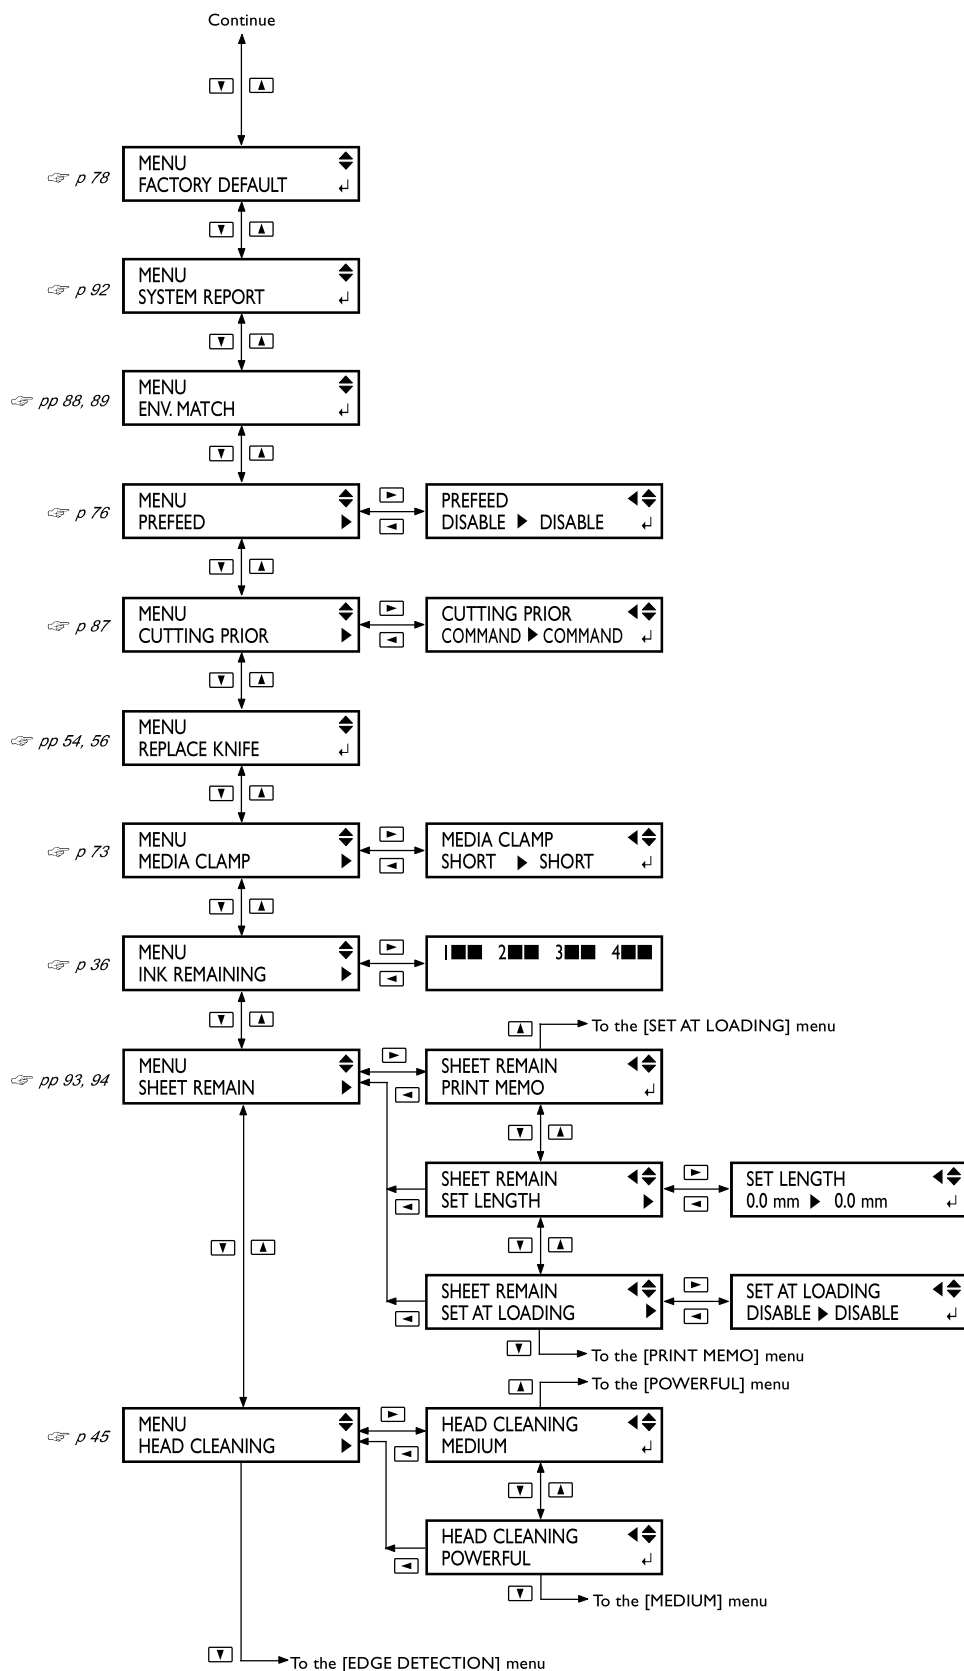 Continue
p 78
MENU
FACTORY DEFAULT
p 92
MENU
SYSTEM REPORT
pp 88, 89
MENU
ENV. MATCH
p 76
MENU
PREFEED
PREFEED
DISABLE DISABLE
p 87
MENU
CUTTING PRIOR
CUTTING PRIOR
COMMAND COMMAND
pp 54, 56
MENU
REPLACE KNIFE
p 73
MENU
MEDIA CLAMP
MEDIA CLAMP
SHORT SHORT
p 36
MENU
INK REMAINING
1 2 3 4
To the [SET AT LOADING] menu
pp 93, 94
MENU
SHEET REMAIN
SHEET REMAIN
PRINT MEMO
SHEET REMAIN
SET LENGTH
SET LENGTH
0.0 mm 0.0 mm
SHEET REMAIN
SET AT LOADING
SET AT LOADING
DISABLE DISABLE
To the [PRINT MEMO] menu
To the [POWERFUL] menu
p 45
MENU
HEAD CLEANING
HEAD CLEANING
MEDIUM
HEAD CLEANING
POWERFUL
To the [MEDIUM] menu
To the [EDGE DETECTION] menu